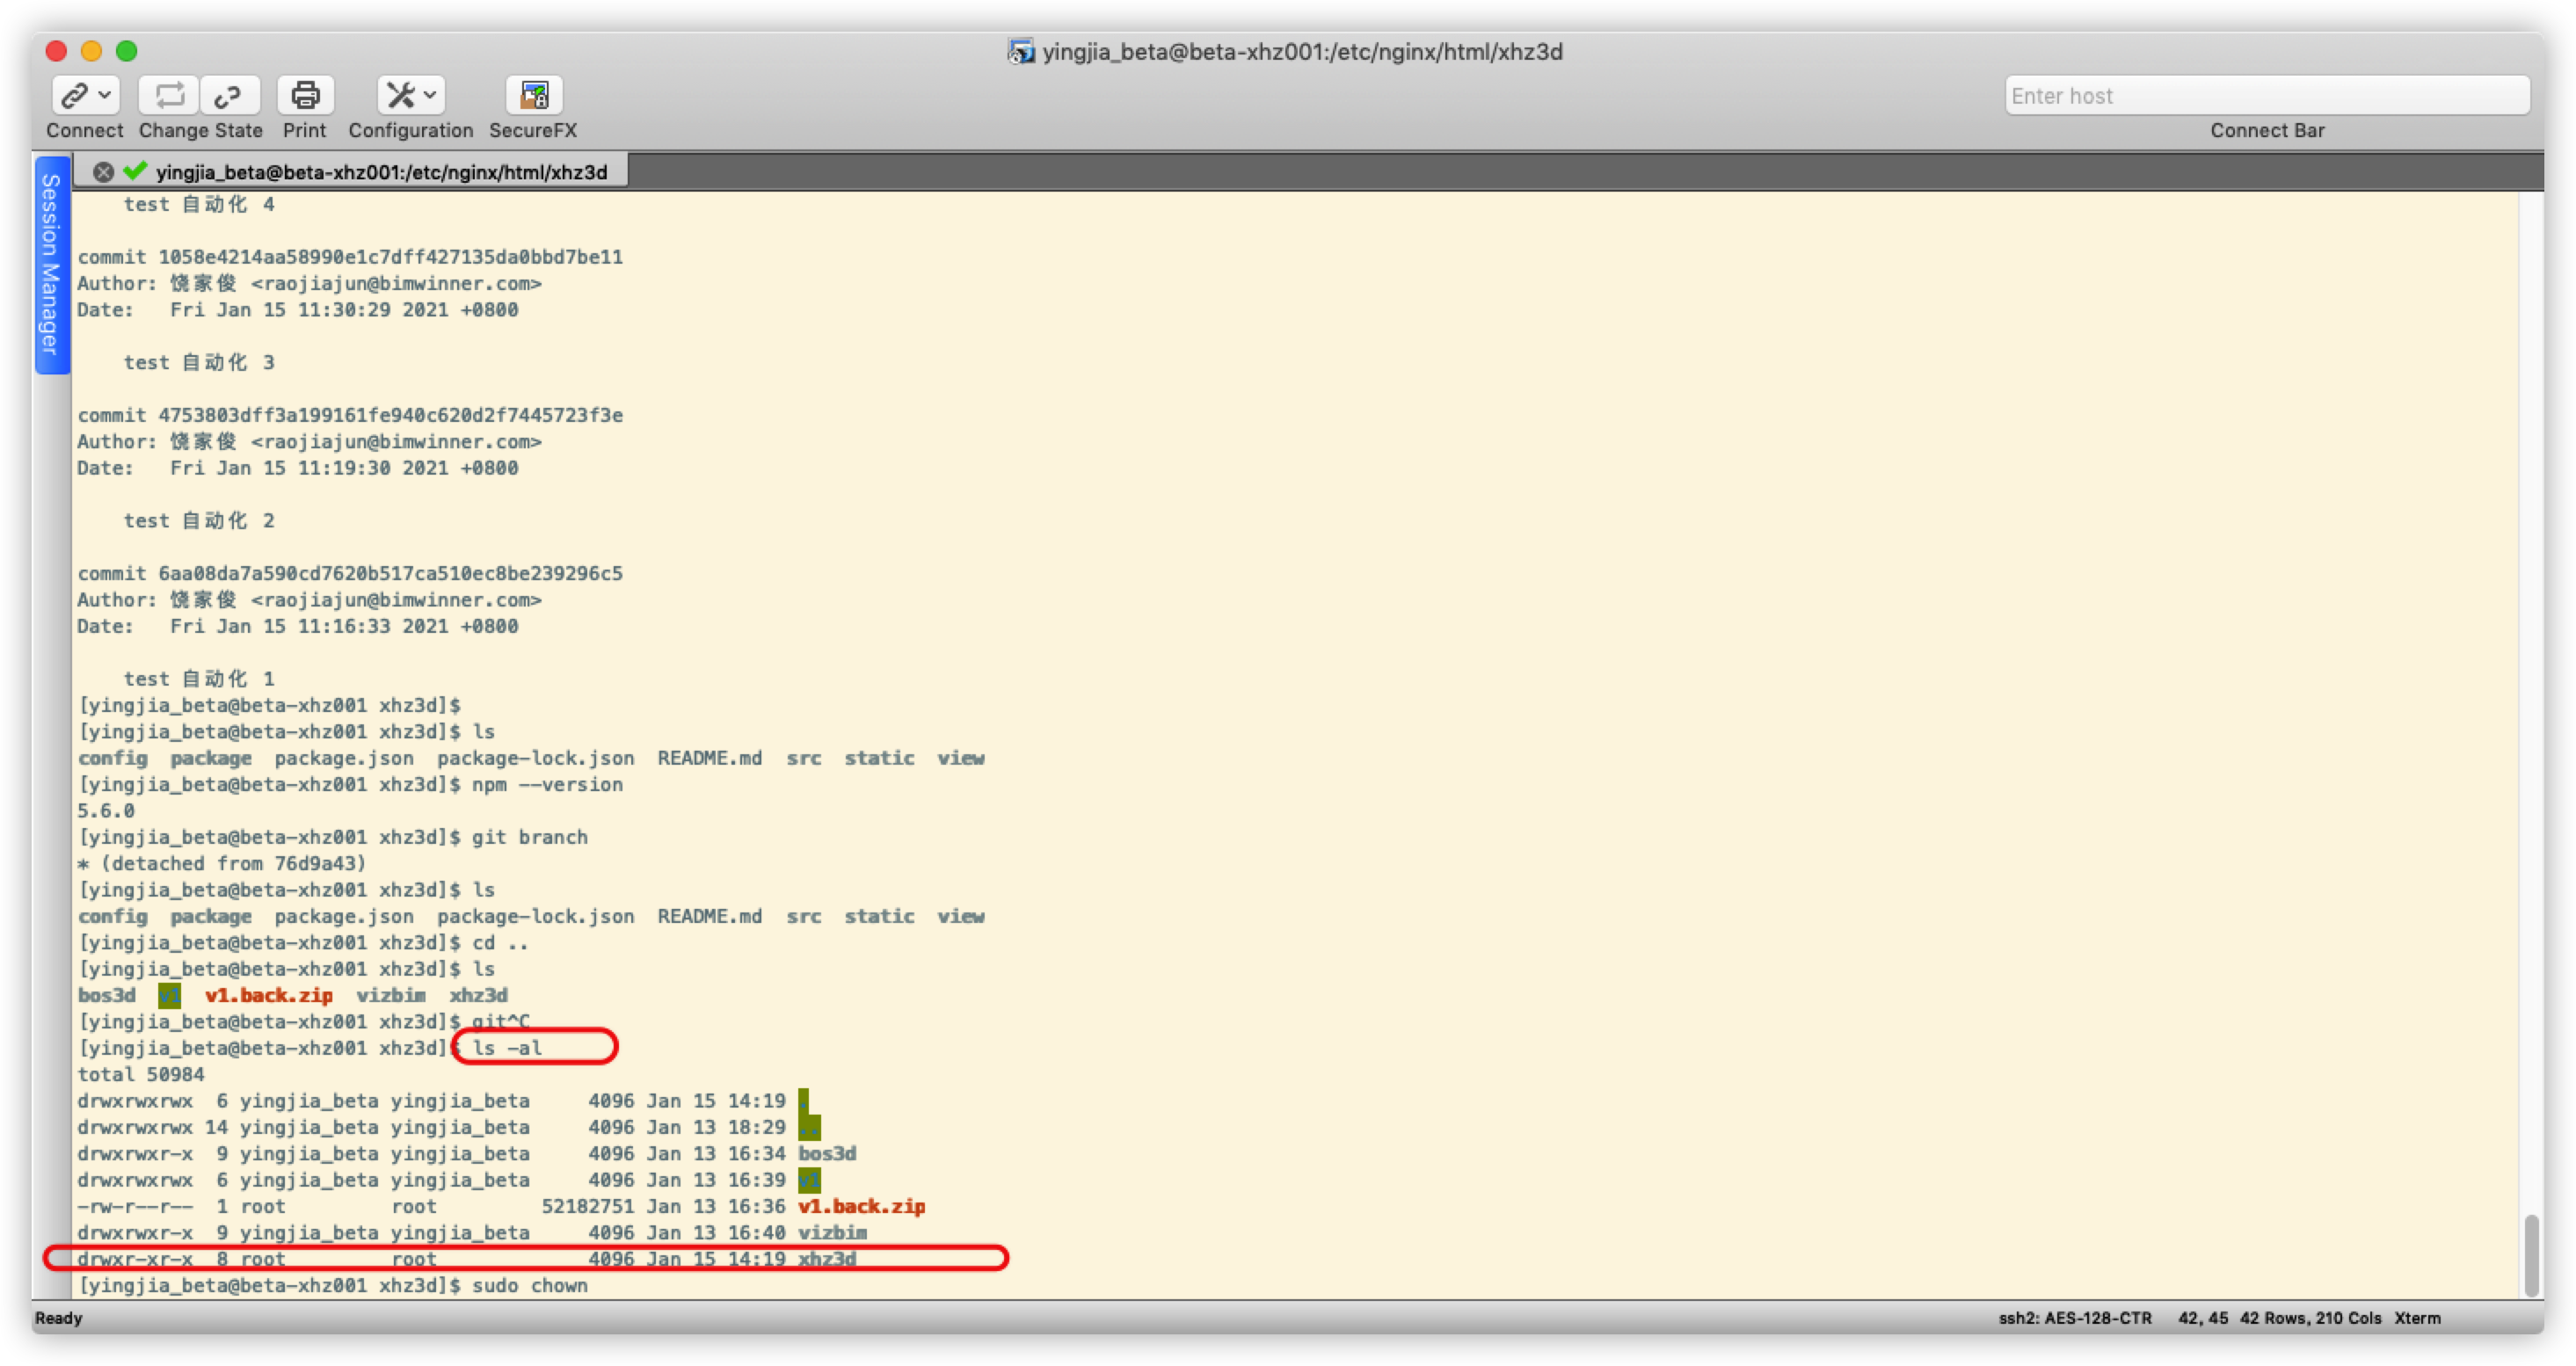 yingjia_beta@beta-xhz001:/etc/nginx/html/xhz3d
Enter host
Connect Change State Print Configuration SecureFX Connect Bar
Session Manager
yingjia_beta@beta-xhz001:/etc/nginx/html/xhz3d
test 自动化 4
commit 1058e4214aa58990e1c7dff427135da0bbd7be11
Author: 饶家俊 <raojiajun@bimwinner.com>
Date:   Fri Jan 15 11:30:29 2021 +0800
test 自动化 3
commit 4753803dff3a199161fe940c620d2f7445723f3e
Author: 饶家俊 <raojiajun@bimwinner.com>
Date:   Fri Jan 15 11:19:30 2021 +0800
test 自动化 2
commit 6aa08da7a590cd7620b517ca510ec8be239296c5
Author: 饶家俊 <raojiajun@bimwinner.com>
Date:   Fri Jan 15 11:16:33 2021 +0800
test 自动化 1
[yingjia_beta@beta-xhz001 xhz3d]$
[yingjia_beta@beta-xhz001 xhz3d]$ ls
config  package  package.json  package-lock.json  README.md  src  static  view
[yingjia_beta@beta-xhz001 xhz3d]$ npm --version
5.6.0
[yingjia_beta@beta-xhz001 xhz3d]$ git branch
* (detached from 76d9a43)
[yingjia_beta@beta-xhz001 xhz3d]$ ls
config  package  package.json  package-lock.json  README.md  src  static  view
[yingjia_beta@beta-xhz001 xhz3d]$ cd ..
[yingjia_beta@beta-xhz001 xhz3d]$ ls
bos3d  v1  v1.back.zip  vizbim  xhz3d
[yingjia_beta@beta-xhz001 xhz3d]$ git^C
[yingjia_beta@beta-xhz001 xhz3d]$ ls -al
total 50984
drwxrwxrwx  6 yingjia_beta yingjia_beta     4096 Jan 15 14:19 .
drwxrwxrwx 14 yingjia_beta yingjia_beta     4096 Jan 13 18:29 ..
drwxrwxr-x  9 yingjia_beta yingjia_beta     4096 Jan 13 16:34 bos3d
drwxrwxrwx  6 yingjia_beta yingjia_beta     4096 Jan 13 16:39 v1
-rw-r--r--  1 root         root         52182751 Jan 13 16:36 v1.back.zip
drwxrwxr-x  9 yingjia_beta yingjia_beta     4096 Jan 13 16:40 vizbim
drwxr-xr-x  8 root         root             4096 Jan 15 14:19 xhz3d
[yingjia_beta@beta-xhz001 xhz3d]$ sudo chown
Ready ssh2: AES-128-CTR 42, 45 42 Rows, 210 Cols Xterm